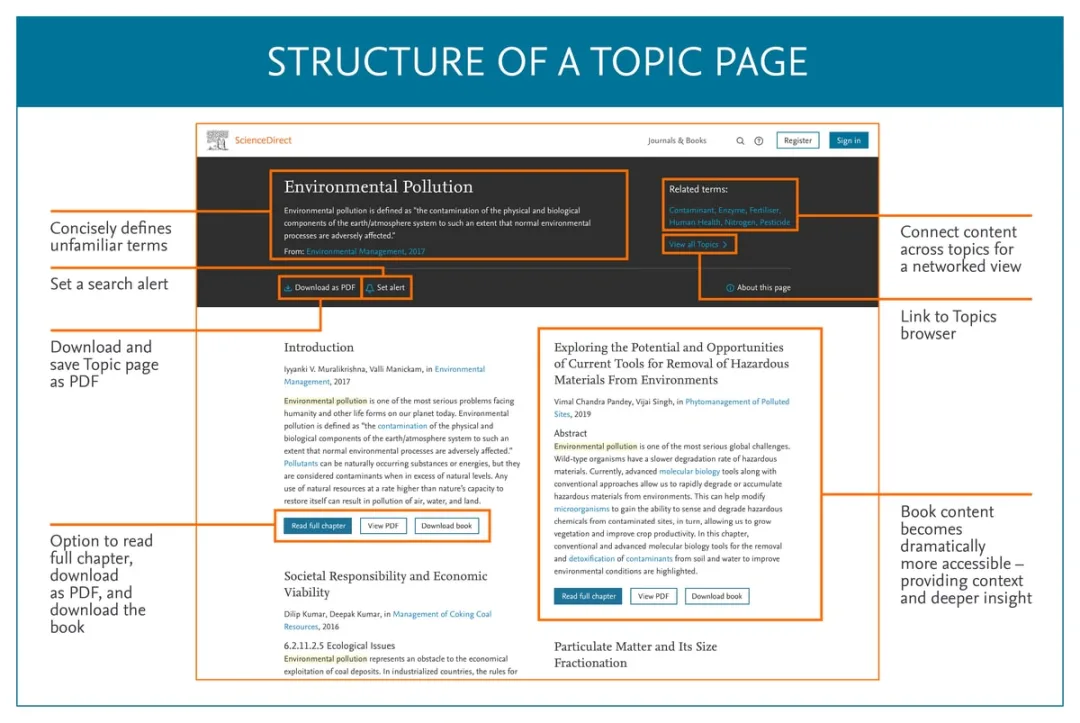 STRUCTURE OF A TOPIC PAGE
ScienceDirect
Journals & Books
Register
Sign in
Environmental Pollution
Environmental pollution is defined as "the contamination of the physical and biological
components of the earth/atmosphere system to such an extent that normal environmental
processes are adversely affected."
From: Environmental Management, 2017
Related terms:
Contaminant, Enzyme, Fertiliser,
Human Health, Nitrogen, Pesticide
View all Topics
Download as PDF
Set alert
About this page
Concisely defines
unfamiliar terms
Set a search alert
Download and
save Topic page
as PDF
Option to read
full chapter,
download
as PDF, and
download the
book
Introduction
Iyyanki V. Muralikrishna, Valli Manickam, in Environmental
Management, 2017
Environmental pollution is one of the most serious problems facing
humanity and other life forms on our planet today. Environmental
pollution is defined as "the contamination of the physical and
biological components of the earth/atmosphere system to such an
extent that normal environmental processes are adversely affected."
Pollutants can be naturally occurring substances or energies, but they
are considered contaminants when in excess of natural levels. Any
use of natural resources at a rate higher than nature's capacity to
restore itself can result in pollution of air, water, and land.
Read full chapter
View PDF
Download book
Societal Responsibility and Economic
Viability
Dilip Kumar, Deepak Kumar, in Management of Coking Coal
Resources, 2016
6.2.11.2.5 Ecological Issues
Environmental pollution represents an obstacle to the economical
exploitation of coal deposits. In industrialized countries, the rules for
Exploring the Potential and Opportunities
of Current Tools for Removal of Hazardous
Materials From Environments
Vimal Chandra Pandey, Vijai Singh, in Phytomanagement of Polluted
Sites, 2019
Abstract
Environmental pollution is one of the most serious global challenges.
Wild-type organisms have a slower degradation rate of hazardous
materials. Currently, advanced molecular biology tools along with
conventional approaches allow us to rapidly degrade or accumulate
hazardous materials from environments. This can help modify
microorganisms to gain the ability to sense and degrade hazardous
chemicals from contaminated sites, in turn, allowing us to grow
vegetation and improve crop productivity. In this chapter,
conventional and advanced molecular biology tools for the removal
and detoxification of contaminants from soil and water to improve
environmental conditions are highlighted.
Read full chapter
View PDF
Download book
Particulate Matter and Its Size
Fractionation
Connect content
across topics for
a networked view
Link to Topics
browser
Book content
becomes
dramatically
more accessible –
providing context
and deeper insight